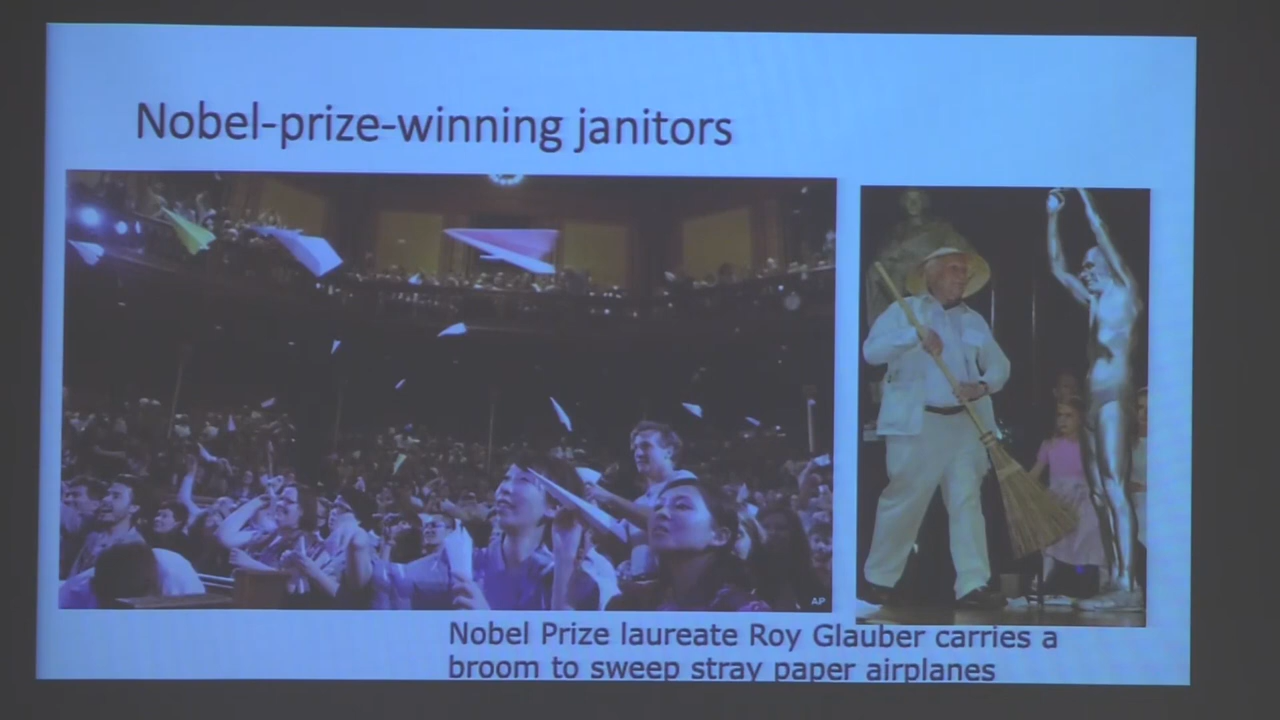 Nobel-prize-winning janitors
AP
Nobel Prize laureate Roy Glauber carries a
broom to sweep stray paper airplanes